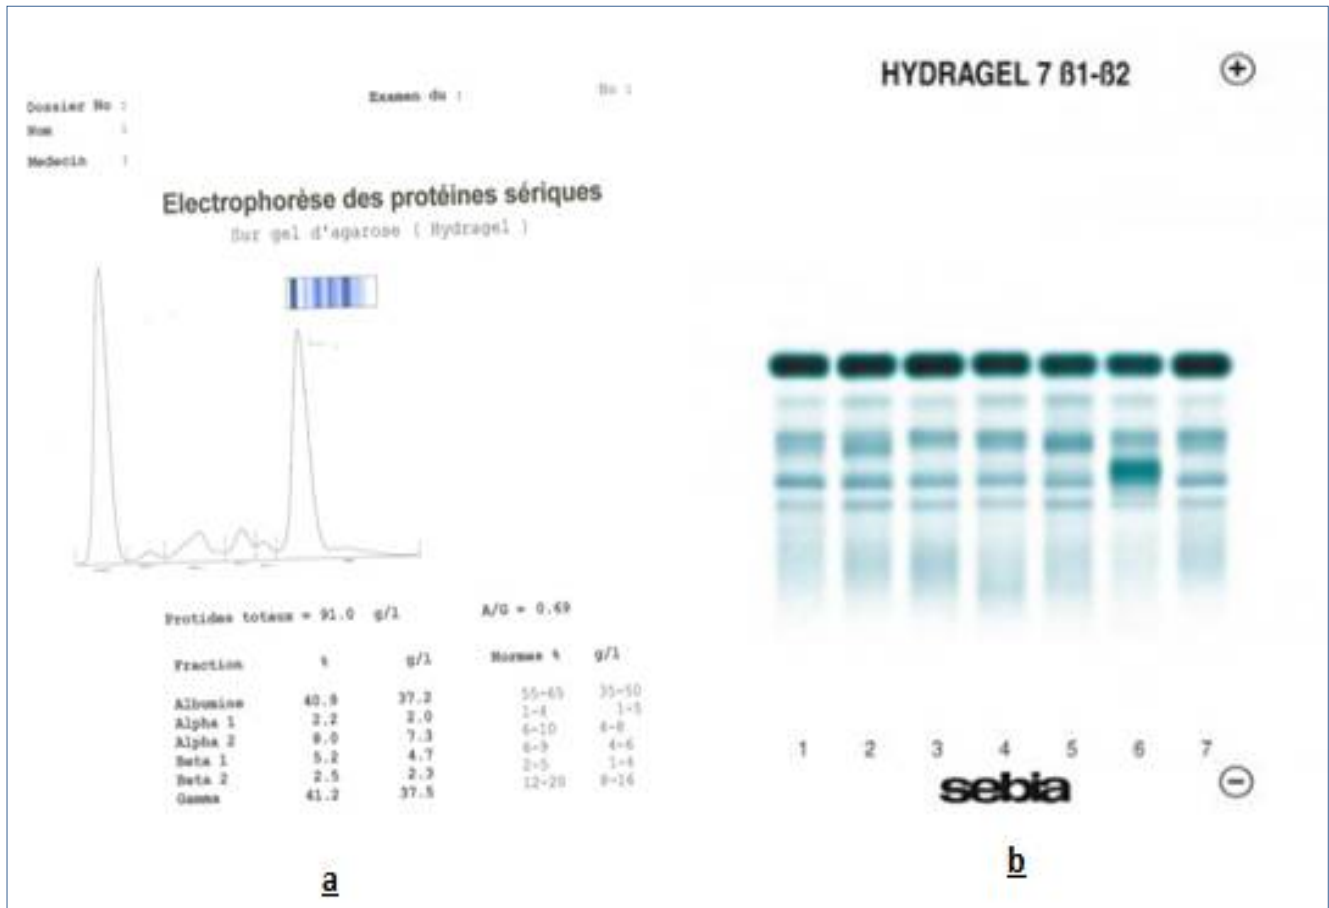 Dossier No :
Nom :
Medecin :
Examen du :
No :
Electrophorèse des protéines sériques
Sur gel d'agarose ( Hydragel )
Protides totaux = 91.0 g/l A/G = 0.69
Fraction % g/l Normes % g/l
Albumine 40.9 37.2 55-65 35-50
Alpha 1 2.2 2.0 1-4 1-5
Alpha 2 8.0 7.3 6-10 4-8
Beta 1 5.2 4.7 6-9 4-6
Beta 2 2.5 2.3 2-5 1-4
Gamma 41.2 37.5 12-20 8-16
a
HYDRAGEL 7 ß1-ß2 +
1 2 3 4 5 6 7
sebia −
b